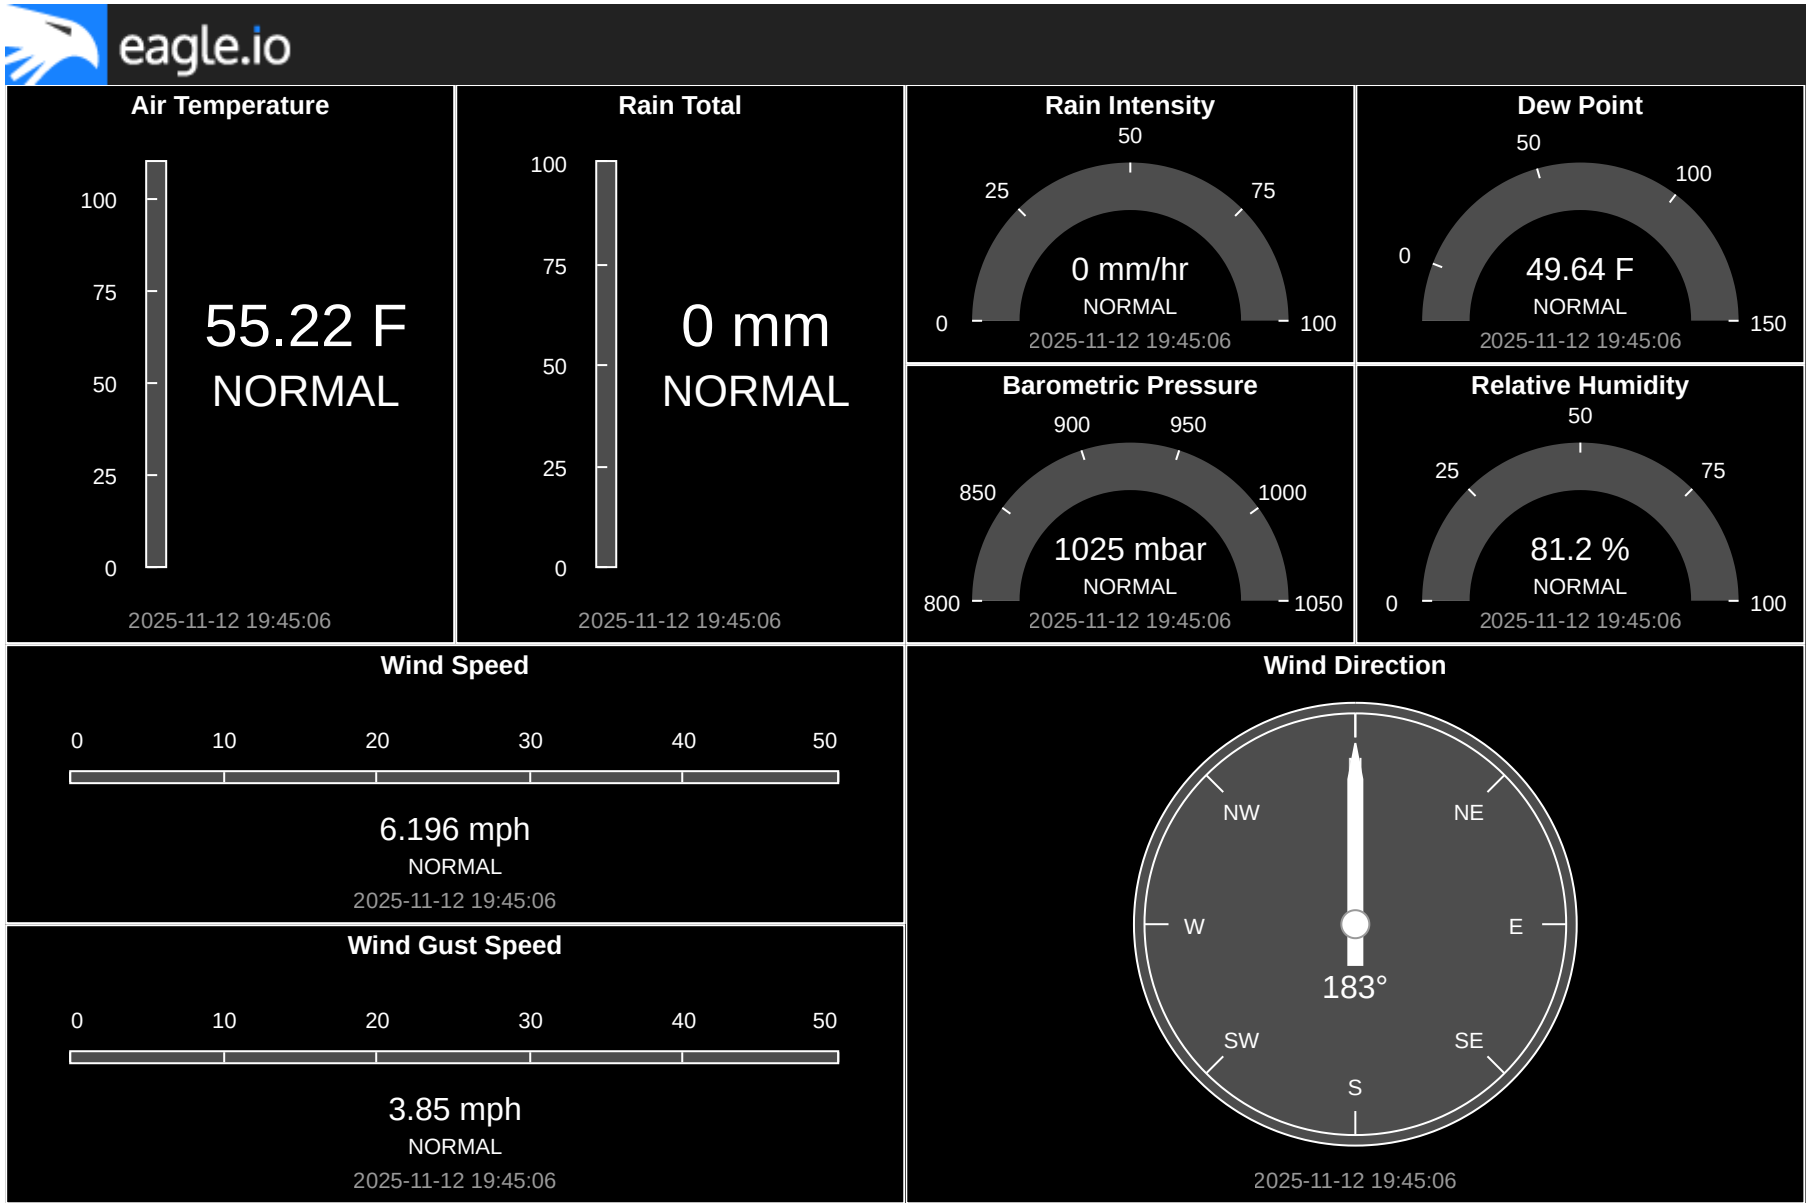 eagle.io
Air Temperature
100
75
50
25
0
55.22 F
NORMAL
2025-11-12 19:45:06
Rain Total
100
75
50
25
0
0 mm
NORMAL
2025-11-12 19:45:06
Rain Intensity
50
25
75
0
100
0 mm/hr
NORMAL
2025-11-12 19:45:06
Dew Point
50
100
0
150
49.64 F
NORMAL
2025-11-12 19:45:06
Barometric Pressure
900
950
850
1000
800
1050
1025 mbar
NORMAL
2025-11-12 19:45:06
Relative Humidity
50
25
75
0
100
81.2 %
NORMAL
2025-11-12 19:45:06
Wind Speed
0 10 20 30 40 50
6.196 mph
NORMAL
2025-11-12 19:45:06
Wind Gust Speed
0 10 20 30 40 50
3.85 mph
NORMAL
2025-11-12 19:45:06
Wind Direction
NW NE
W E
183°
SW SE
S
2025-11-12 19:45:06